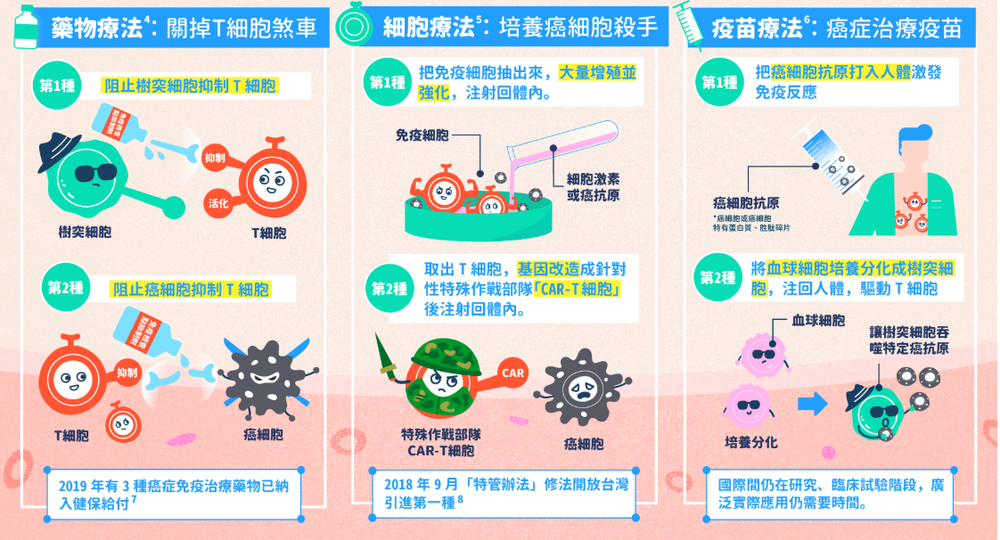 藥物療法4：關掉T細胞煞車
第1種
阻止樹突細胞抑制 T 細胞
免疫檢查
點抑制劑
抑制
活化
樹突細胞
T細胞
第2種
阻止癌細胞抑制 T 細胞
免疫檢查
點抑制劑
抑制
T細胞
癌細胞
2019 年有 3 種癌症免疫治療藥物已納
入健保給付7
細胞療法5：培養癌細胞殺手
第1種
把免疫細胞抽出來，大量增殖並
強化，注射回體內。
免疫細胞
細胞激素
或癌抗原
第2種
取出 T 細胞，基因改造成針對
性特殊作戰部隊「CAR-T 細胞」
後注射回體內。
CAR
特殊作戰部隊
CAR-T細胞
癌細胞
2018 年 9 月「特管辦法」修法開放台灣
引進第一種8
疫苗療法6：癌症治療疫苗
第1種
把癌細胞抗原打入人體激發
免疫反應
癌細胞抗原
*癌細胞或癌細胞
特有蛋白質、胜肽碎片
第2種
將血球細胞培養分化成樹突細
胞，注回人體，驅動 T 細胞
血球細胞
讓樹突細胞吞
噬特定癌抗原
培養分化
國際間仍在研究、臨床試驗階段，廣
泛實際應用仍需要時間。